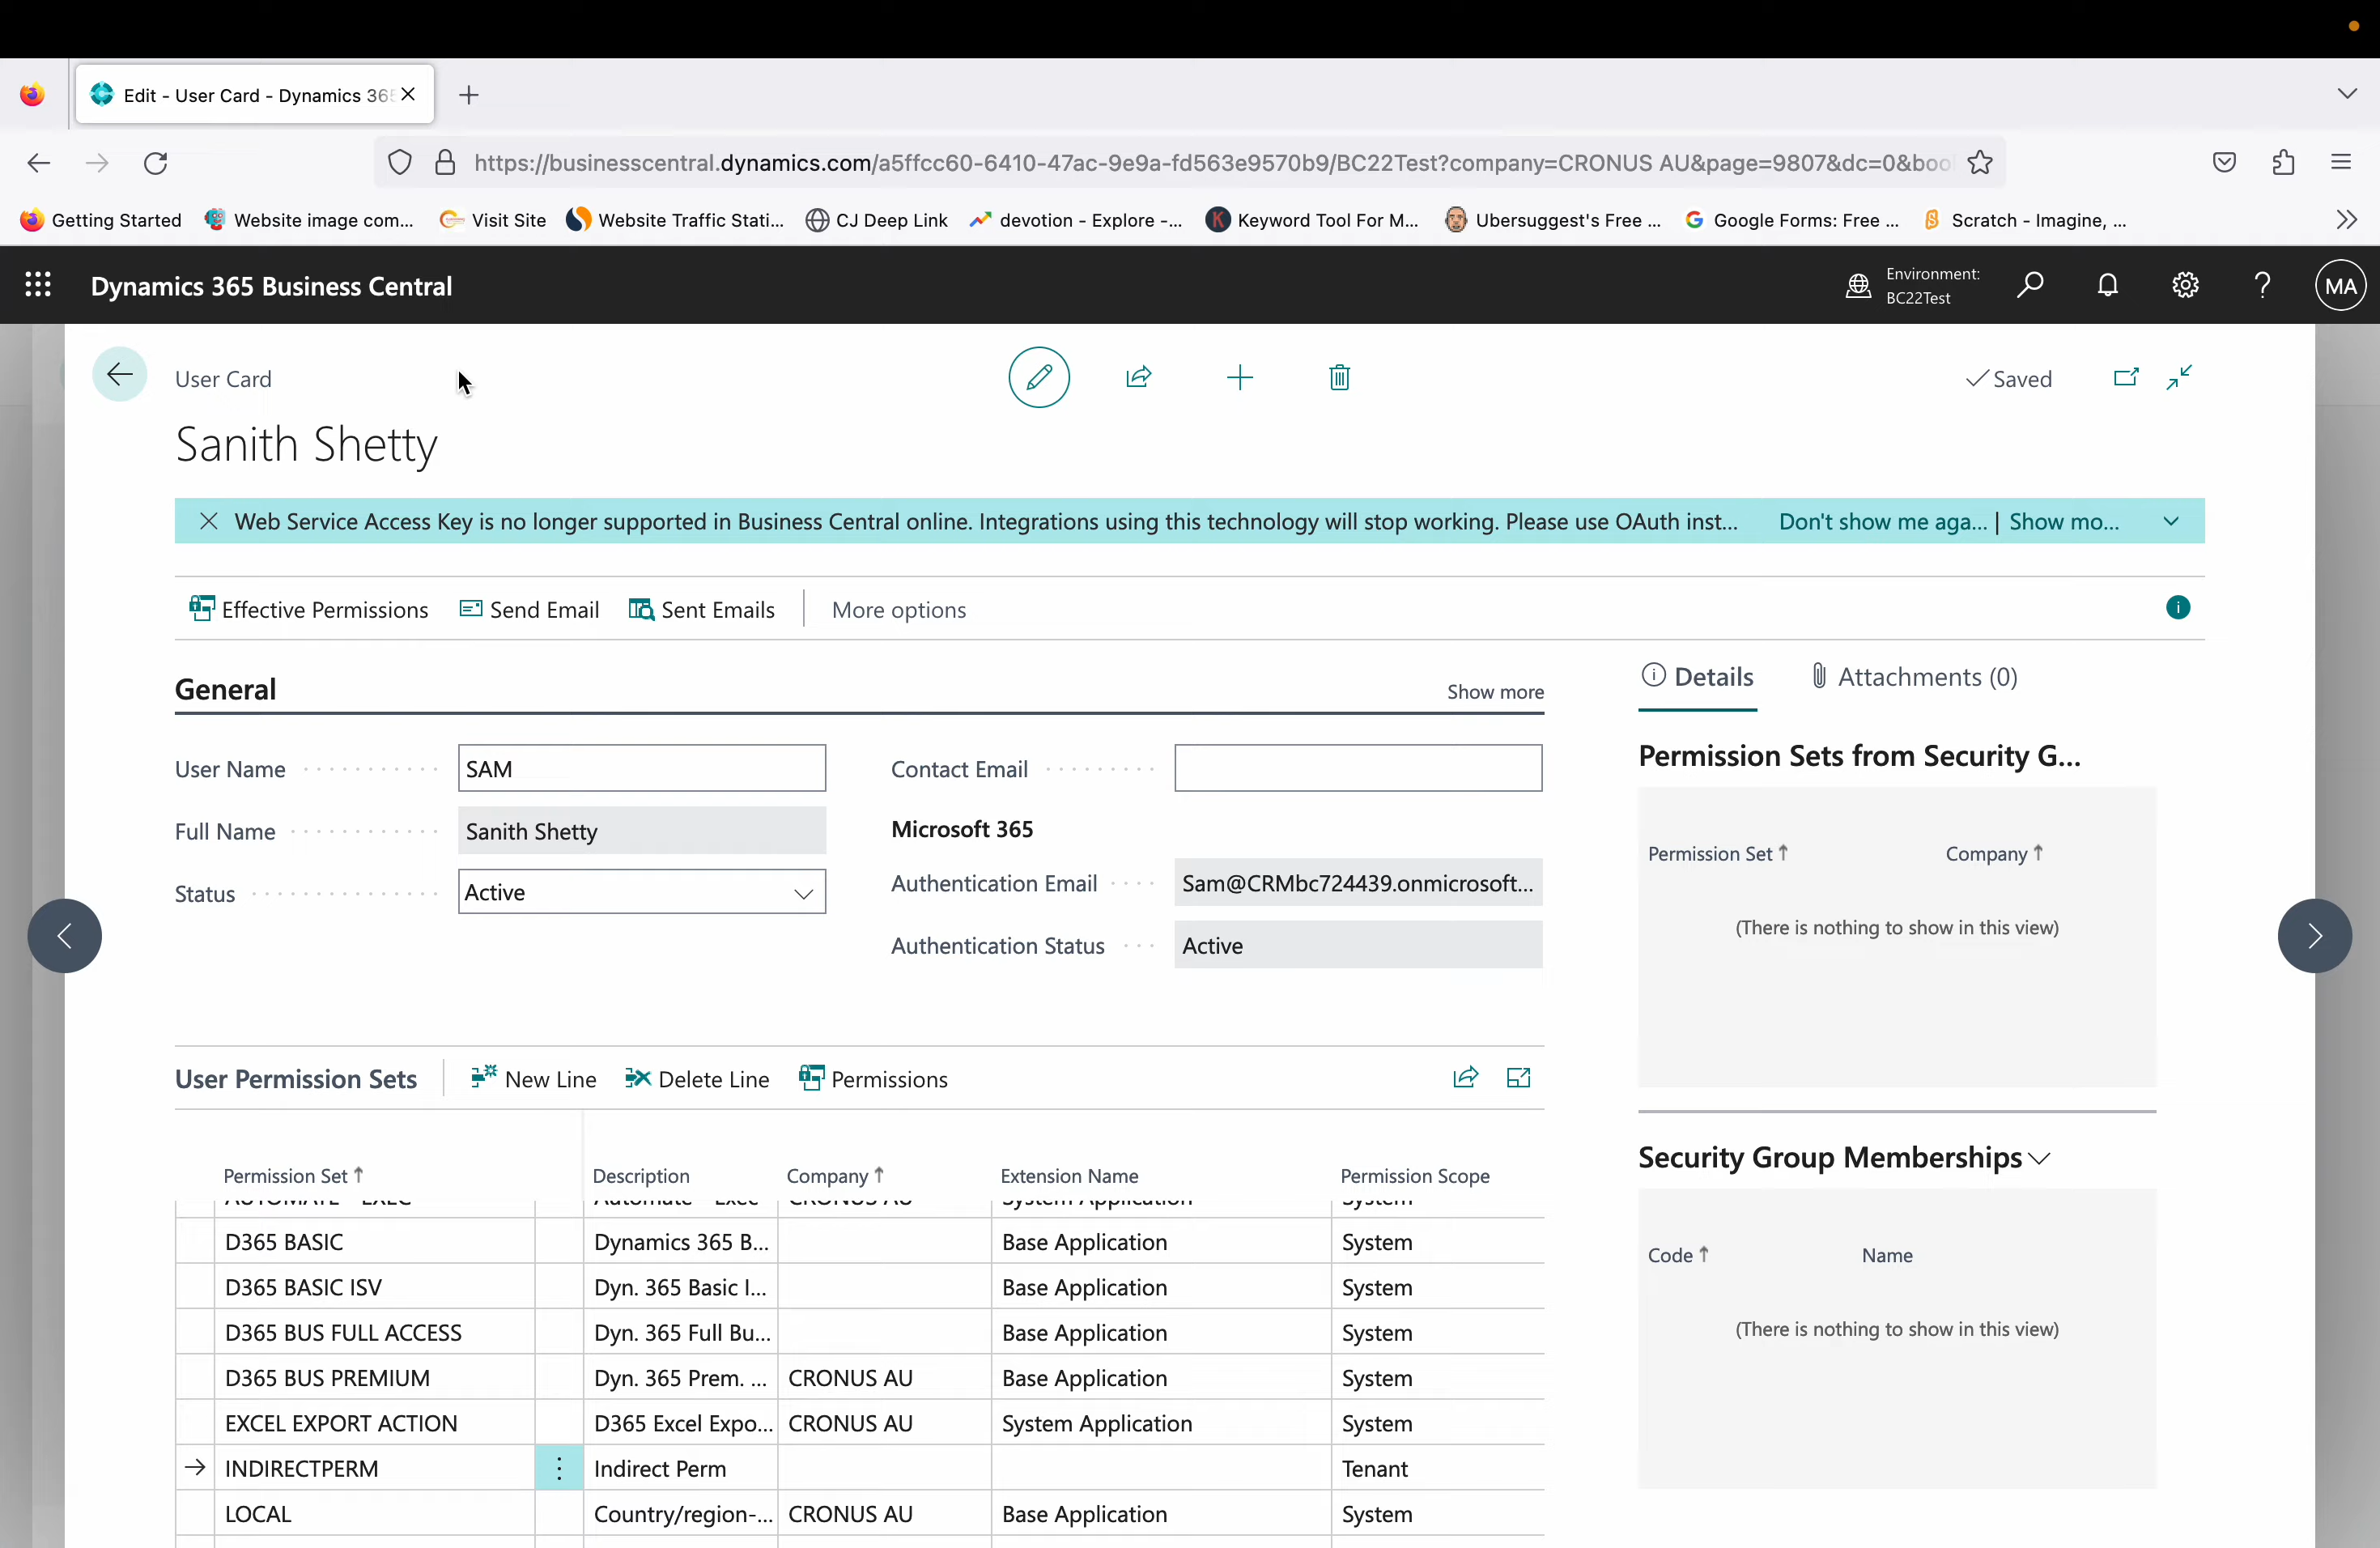 Edit - User Card - Dynamics 365
https://businesscentral.dynamics.com/a5ffcc60-6410-47ac-9e9a-fd563e9570b9/BC22Test?company=CRONUS AU&page=9807&dc=0&boo
Getting Started Website image com... Visit Site Website Traffic Stati... CJ Deep Link devotion - Explore -... Keyword Tool For M... Ubersuggest's Free ... Google Forms: Free ... Scratch - Imagine, ...
Dynamics 365 Business Central Environment: BC22Test MA
User Card Saved
Sanith Shetty
Web Service Access Key is no longer supported in Business Central online. Integrations using this technology will stop working. Please use OAuth inst... Don't show me aga... | Show mo...
Effective Permissions Send Email Sent Emails More options
General Show more
User Name SAM
Full Name Sanith Shetty
Status Active
Contact Email
Microsoft 365
Authentication Email Sam@CRMbc724439.onmicrosoft...
Authentication Status Active
Details Attachments (0)
Permission Sets from Security G...
Permission Set ↑ Company ↑
(There is nothing to show in this view)
User Permission Sets New Line Delete Line Permissions
Permission Set ↑ Description Company ↑ Extension Name Permission Scope
AUTOMATE - EXEC Automate - Exec CRONUS AU System Application System
D365 BASIC Dynamics 365 B... Base Application System
D365 BASIC ISV Dyn. 365 Basic I... Base Application System
D365 BUS FULL ACCESS Dyn. 365 Full Bu... Base Application System
D365 BUS PREMIUM Dyn. 365 Prem. ... CRONUS AU Base Application System
EXCEL EXPORT ACTION D365 Excel Expo... CRONUS AU System Application System
INDIRECTPERM Indirect Perm Tenant
LOCAL Country/region-... CRONUS AU Base Application System
Security Group Memberships
Code ↑ Name
(There is nothing to show in this view)